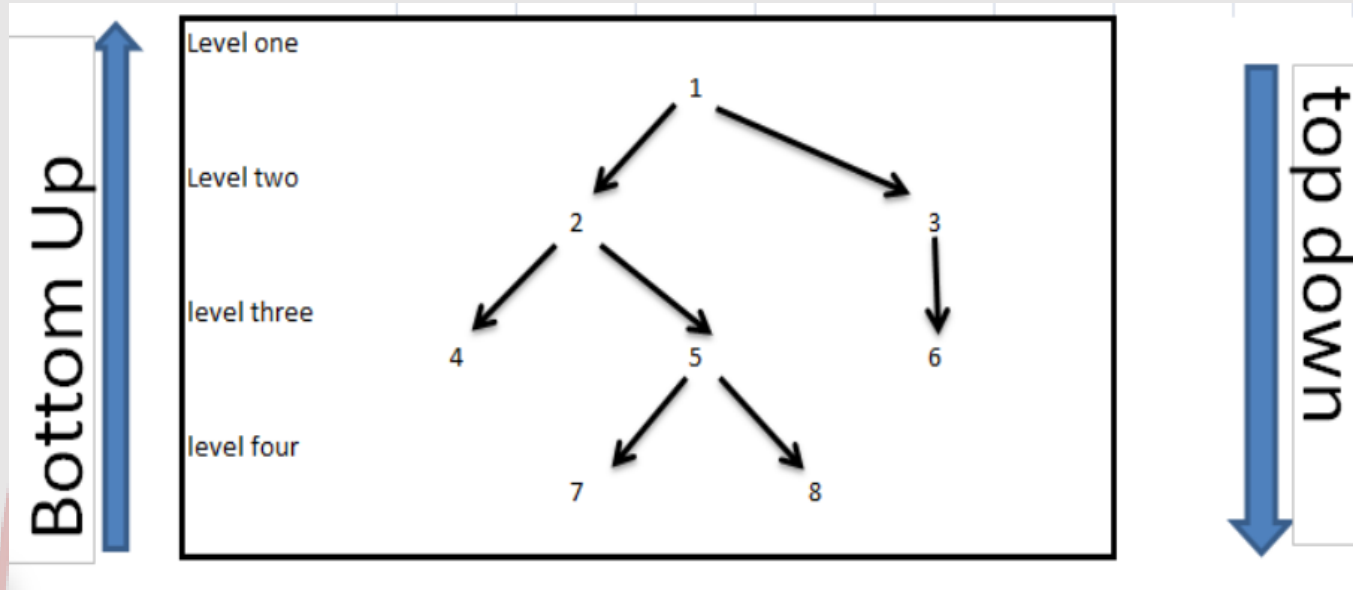 Bottom Up
Level one
1
Level two
2 3
level three
4 5 6
level four
7 8
top down